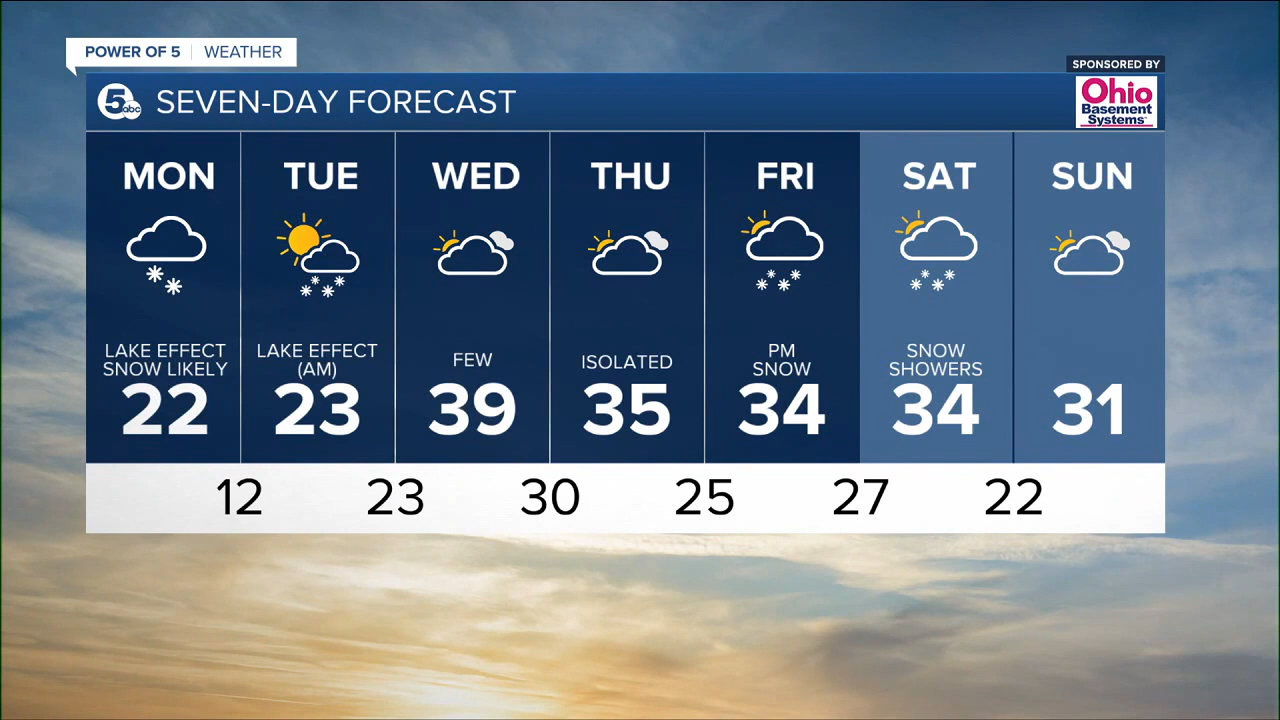 POWER OF 5 WEATHER
SPONSORED BY
5 abc SEVEN-DAY FORECAST
Ohio
Basement
Systems
MON TUE WED THU FRI SAT SUN
LAKE EFFECT
SNOW LIKELY
LAKE EFFECT
(AM)
FEW
ISOLATED
PM
SNOW
SNOW
SHOWERS
22 23 39 35 34 34 31
12 23 30 25 27 22